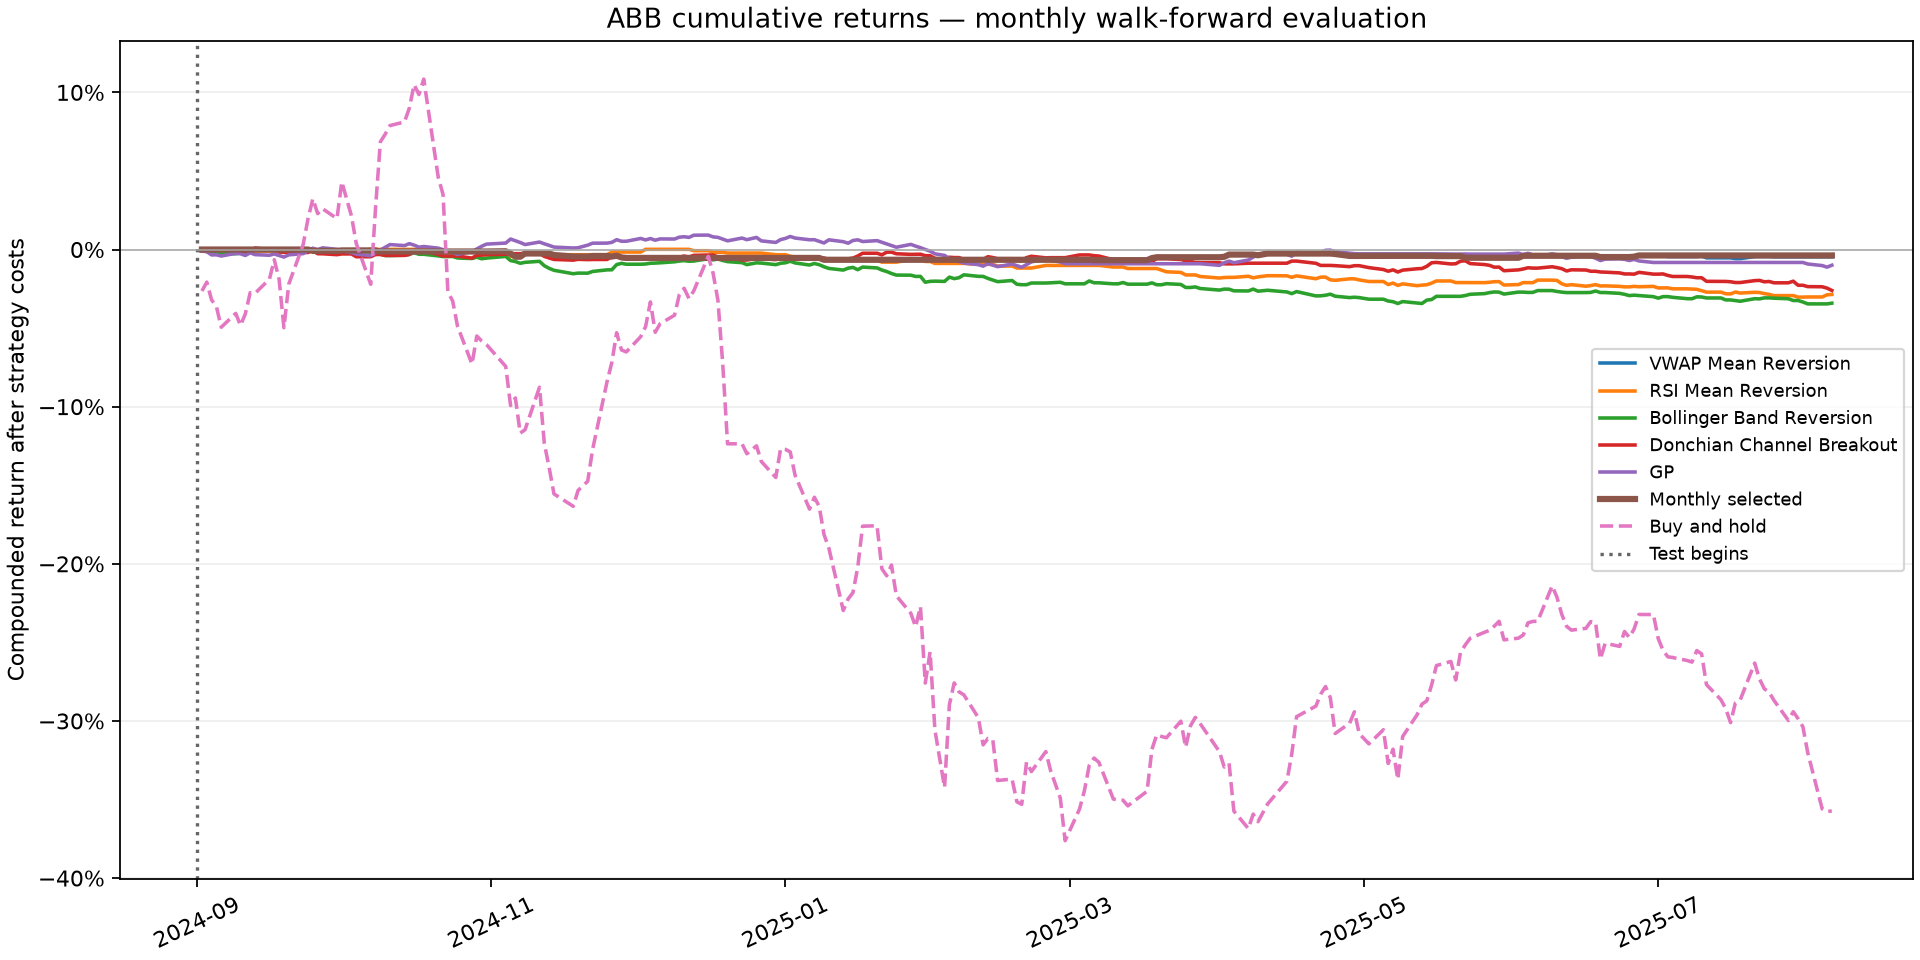 ABB cumulative returns — monthly walk-forward evaluation
Compounded return after strategy costs
10%
0%
−10%
−20%
−30%
−40%
2024-09
2024-11
2025-01
2025-03
2025-05
2025-07
VWAP Mean Reversion
RSI Mean Reversion
Bollinger Band Reversion
Donchian Channel Breakout
GP
Monthly selected
Buy and hold
Test begins